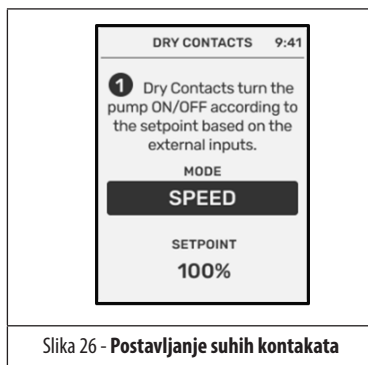 DRY CONTACTS 9:41
1 Dry Contacts turn the
pump ON/OFF according to
the setpoint based on the
external inputs.
MODE
SPEED
SETPOINT
100%
Slika 26 - Postavljanje suhih kontakata